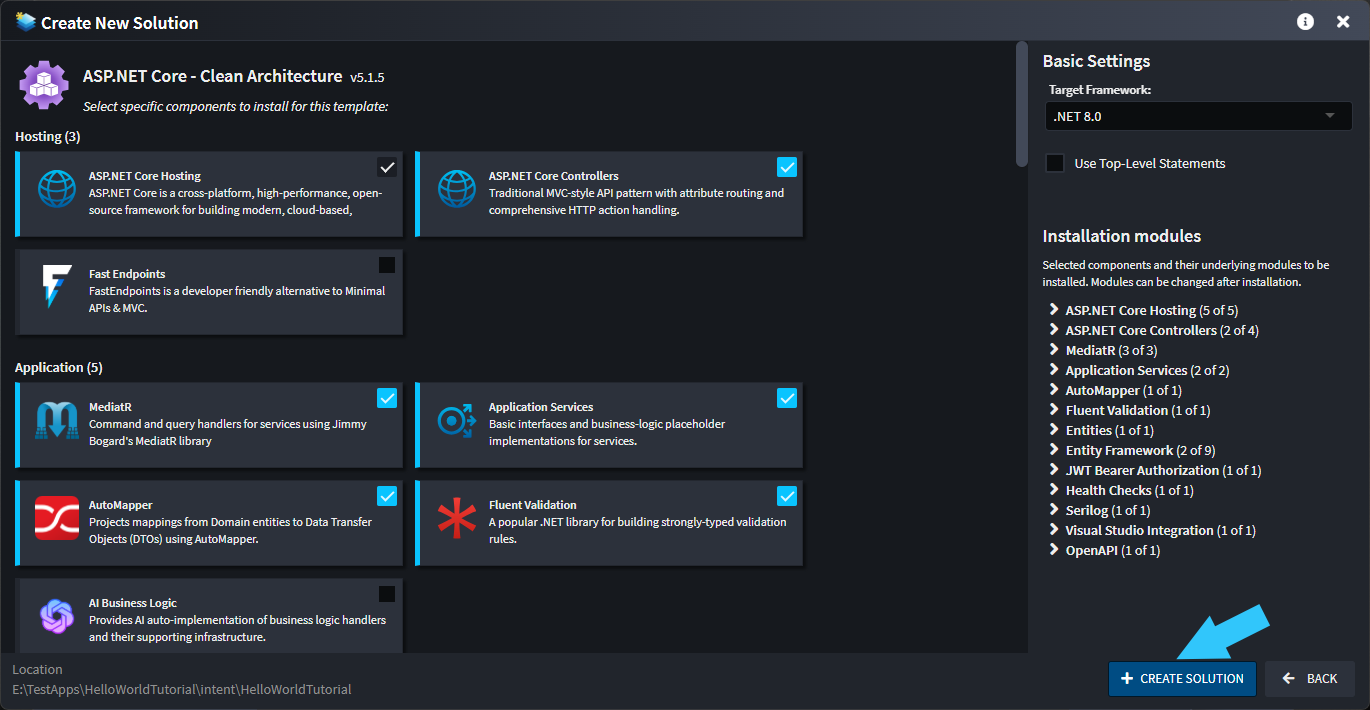 Create New Solution
ASP.NET Core - Clean Architecture v5.1.5
Select specific components to install for this template:
Hosting (3)
ASP.NET Core Hosting
ASP.NET Core is a cross-platform, high-performance, open-
source framework for building modern, cloud-based,
ASP.NET Core Controllers
Traditional MVC-style API pattern with attribute routing and
comprehensive HTTP action handling.
Fast Endpoints
FastEndpoints is a developer friendly alternative to Minimal
APIs & MVC.
Application (5)
MediatR
Command and query handlers for services using Jimmy
Bogard's MediatR library
Application Services
Basic interfaces and business-logic placeholder
implementations for services.
AutoMapper
Projects mappings from Domain entities to Data Transfer
Objects (DTOs) using AutoMapper.
Fluent Validation
A popular .NET library for building strongly-typed validation
rules.
AI Business Logic
Provides AI auto-implementation of business logic handlers
and their supporting infrastructure.
Basic Settings
Target Framework:
.NET 8.0
Use Top-Level Statements
Installation modules
Selected components and their underlying modules to be
installed. Modules can be changed after installation.
ASP.NET Core Hosting (5 of 5)
ASP.NET Core Controllers (2 of 4)
MediatR (3 of 3)
Application Services (2 of 2)
AutoMapper (1 of 1)
Fluent Validation (1 of 1)
Entities (1 of 1)
Entity Framework (2 of 9)
JWT Bearer Authorization (1 of 1)
Health Checks (1 of 1)
Serilog (1 of 1)
Visual Studio Integration (1 of 1)
OpenAPI (1 of 1)
Location
E:\TestApps\HelloWorldTutorial\intent\HelloWorldTutorial
CREATE SOLUTION
BACK